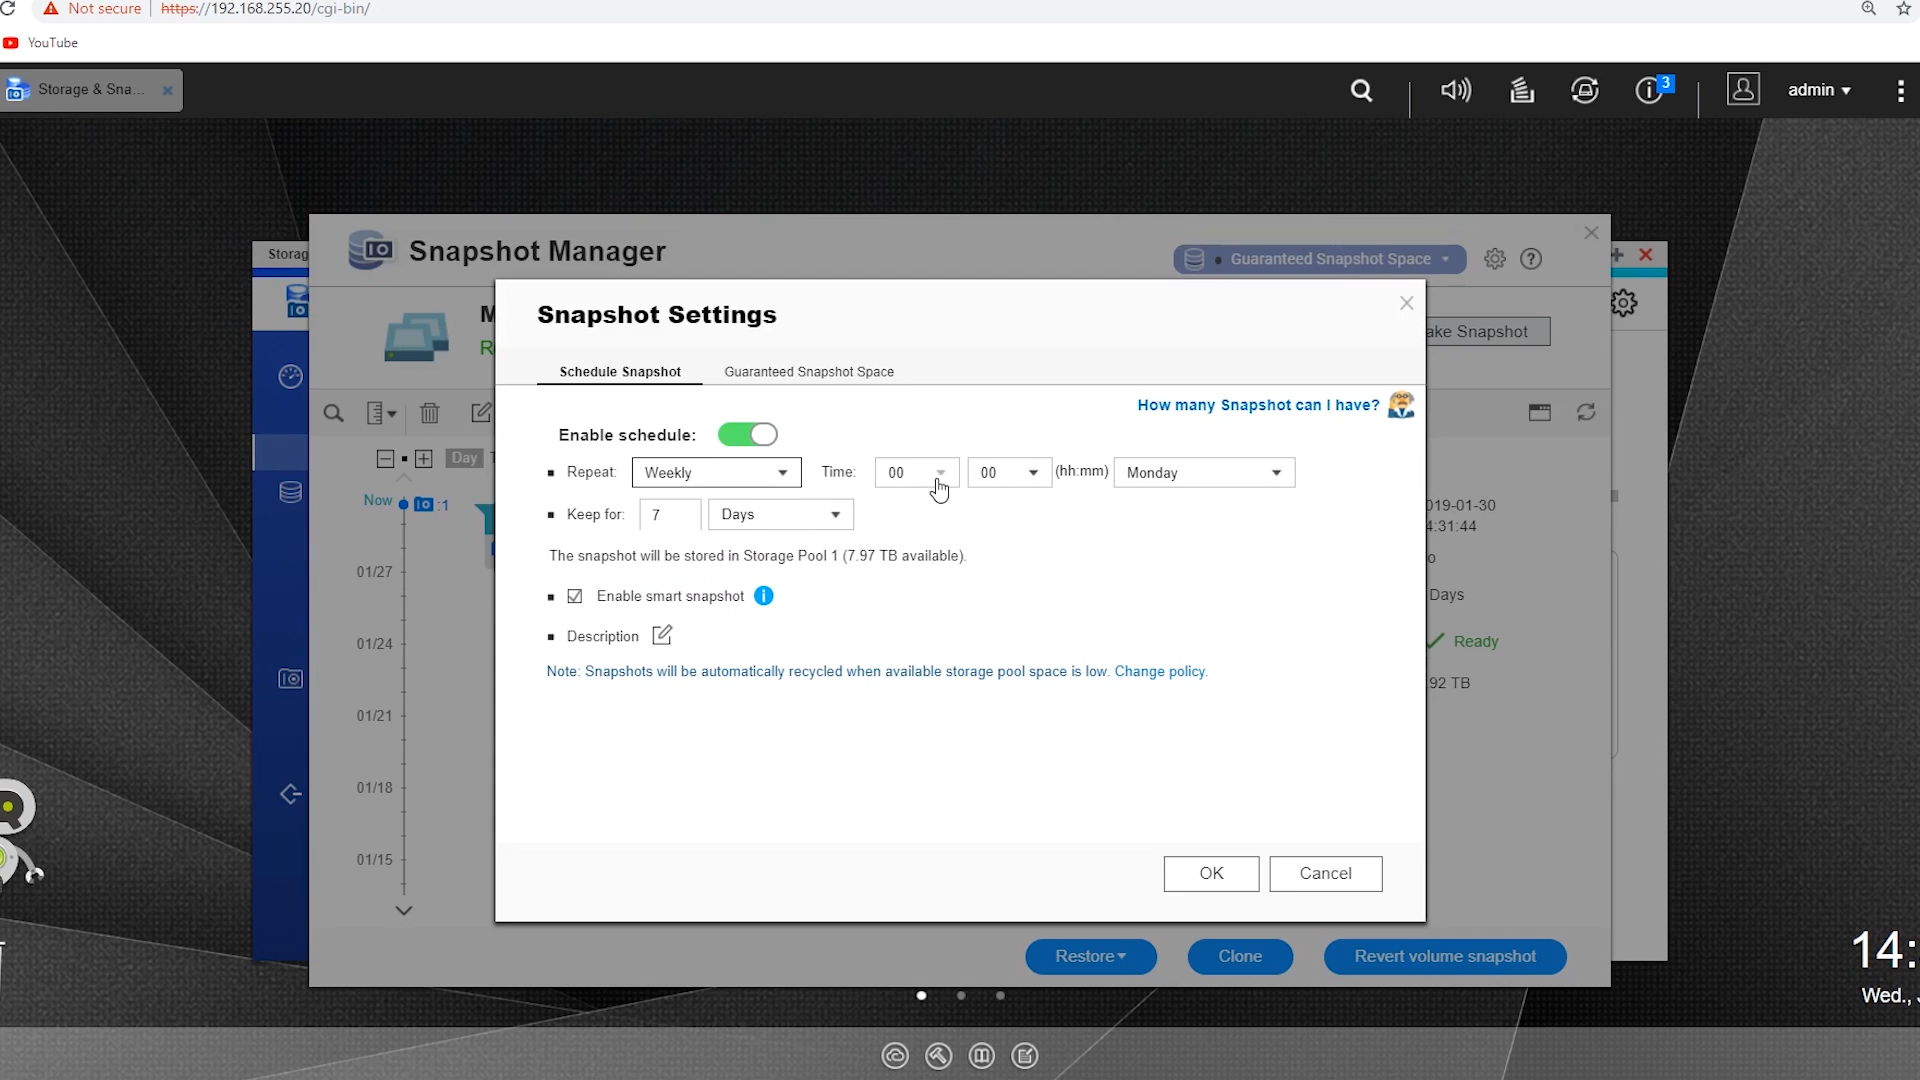 Not secure | https://192.168.255.20/cgi-bin/
YouTube
Storage & Sna...
3
admin
Storag
Snapshot Manager
Guaranteed Snapshot Space
Snapshot Settings
ake Snapshot
Schedule Snapshot
Guaranteed Snapshot Space
How many Snapshot can I have?
Enable schedule:
Day
Repeat: Weekly Time: 00 00 (hh:mm) Monday
Now
:1
Keep for: 7 Days
019-01-30
4:31:44
The snapshot will be stored in Storage Pool 1 (7.97 TB available).
01/27
Enable smart snapshot
Days
Description
01/24
Ready
Note: Snapshots will be automatically recycled when available storage pool space is low. Change policy.
92 TB
01/21
01/18
01/15
OK
Cancel
Restore
Clone
Revert volume snapshot
14:
Wed.,